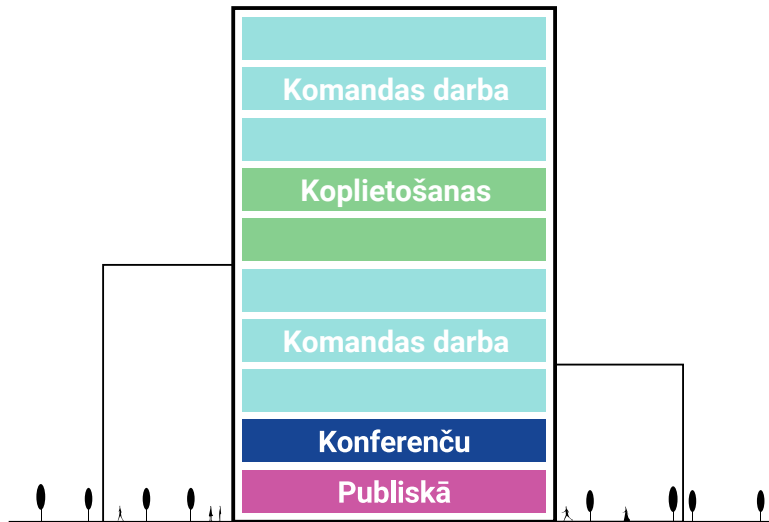 Komandas darba
Koplietošanas
Komandas darba
Konferenču
Publiskā